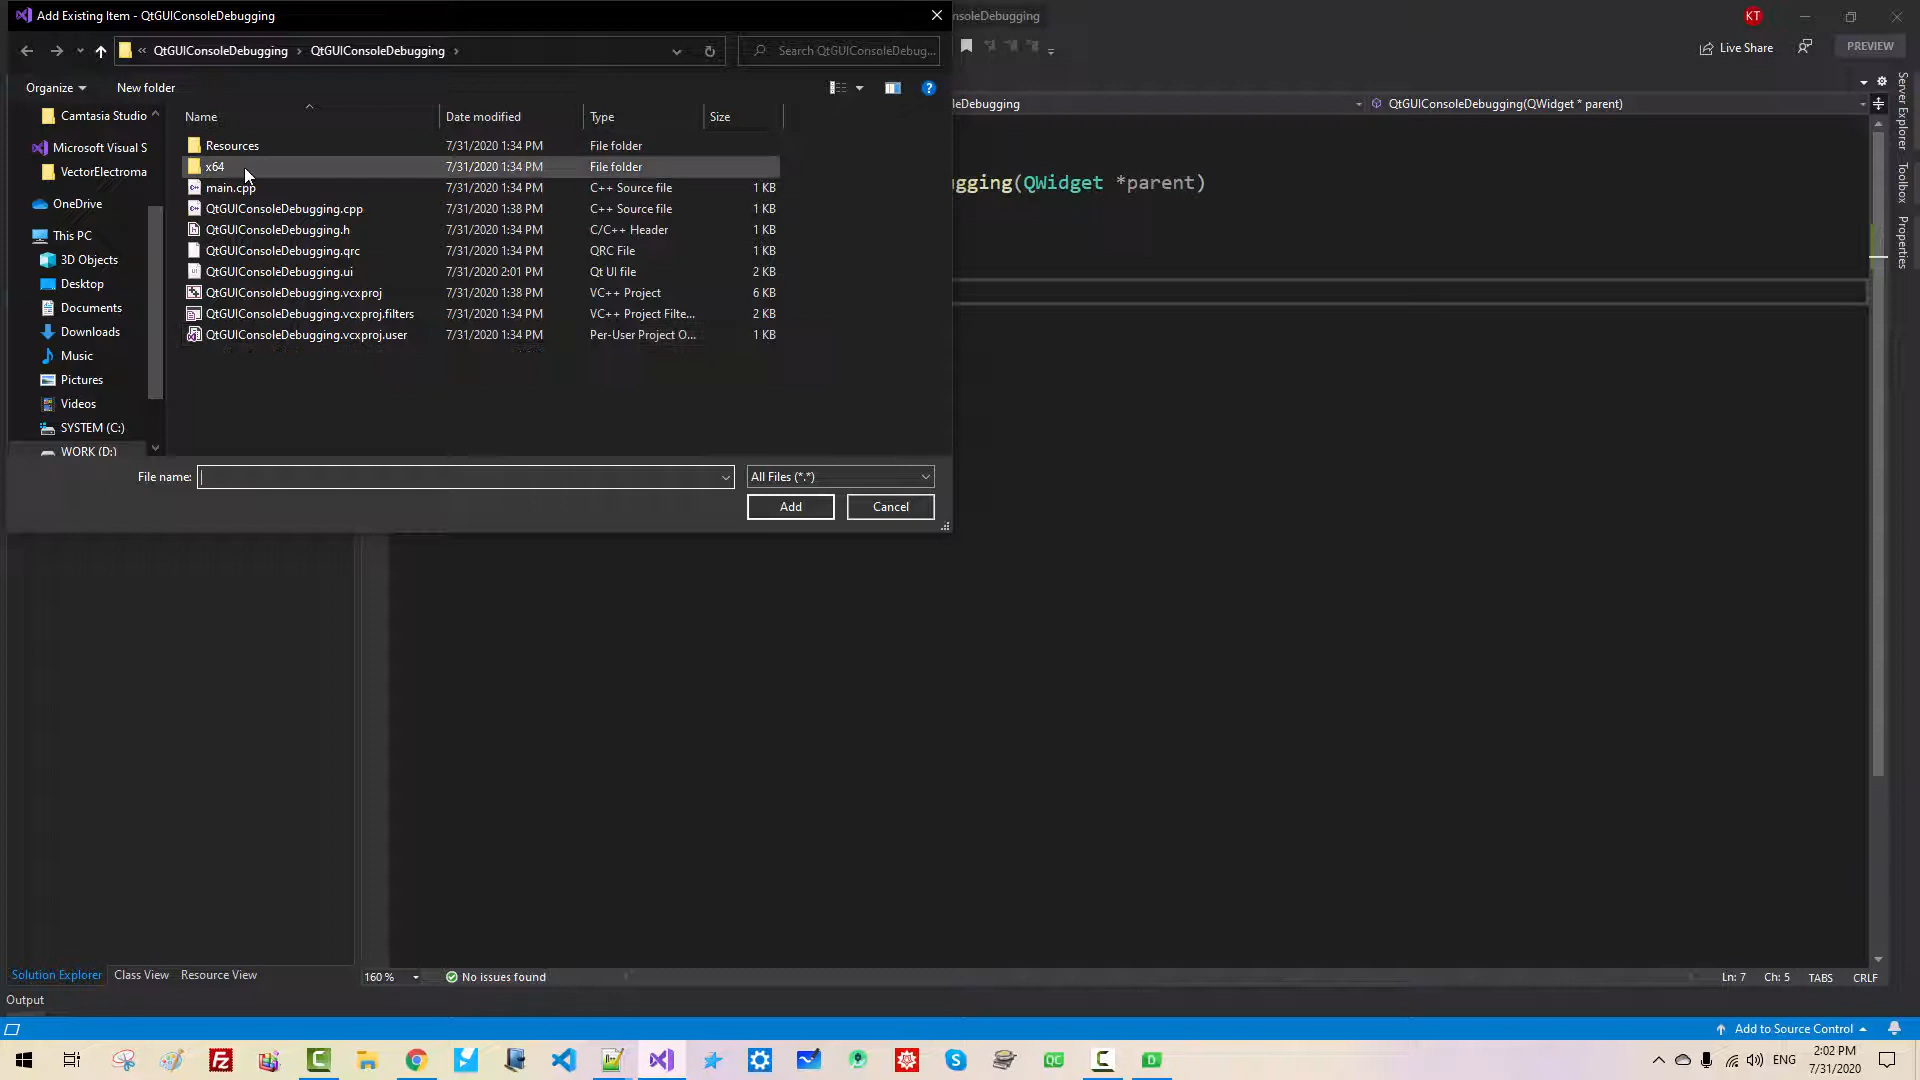 Add Existing Item - QtGUIConsoleDebugging
nsoleDebugging
KT
« QtGUIConsoleDebugging › QtGUIConsoleDebugging ›
Search QtGUIConsoleDebug...
Live Share
PREVIEW
Organize
New folder
Name
Date modified
Type
Size
Camtasia Studio
Microsoft Visual S
VectorElectroma
OneDrive
This PC
3D Objects
Desktop
Documents
Downloads
Music
Pictures
Videos
SYSTEM (C:)
WORK (D:)
Resources 7/31/2020 1:34 PM File folder
x64 7/31/2020 1:34 PM File folder
main.cpp 7/31/2020 1:34 PM C++ Source file 1 KB
QtGUIConsoleDebugging.cpp 7/31/2020 1:38 PM C++ Source file 1 KB
QtGUIConsoleDebugging.h 7/31/2020 1:34 PM C/C++ Header 1 KB
QtGUIConsoleDebugging.qrc 7/31/2020 1:34 PM QRC File 1 KB
QtGUIConsoleDebugging.ui 7/31/2020 2:01 PM Qt UI file 2 KB
QtGUIConsoleDebugging.vcxproj 7/31/2020 1:38 PM VC++ Project 6 KB
QtGUIConsoleDebugging.vcxproj.filters 7/31/2020 1:34 PM VC++ Project Filte... 2 KB
QtGUIConsoleDebugging.vcxproj.user 7/31/2020 1:34 PM Per-User Project O... 1 KB
File name:
All Files (*.*)
Add
Cancel
leDebugging
QtGUIConsoleDebugging(QWidget * parent)
ugging(QWidget *parent)
Server Explorer
Toolbox
Properties
Solution Explorer
Class View
Resource View
160 %
No issues found
Ln: 7
Ch: 5
TABS
CRLF
Output
Add to Source Control
ENG
2:02 PM
7/31/2020